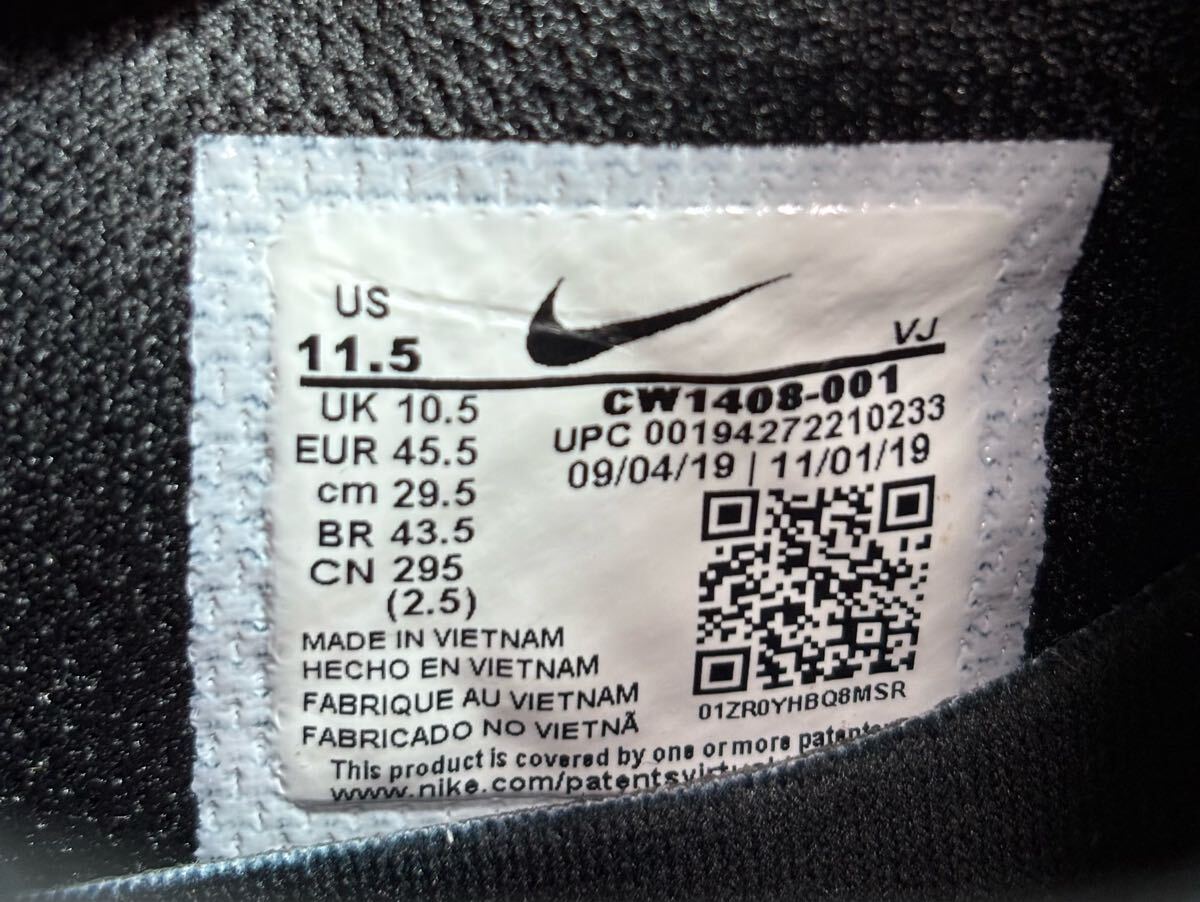 US
11.5
VJ
UK 10.5
EUR 45.5
cm 29.5
BR 43.5
CN 295
(2.5)
CW1408-001
UPC 00194272210233
09/04/19 | 11/01/19
01ZR0YHBQ8MSR
MADE IN VIETNAM
HECHO EN VIETNAM
FABRIQUE AU VIETNAM
FABRICADO NO VIETNÃ
This product is covered by one or more
www.nike.com/patents